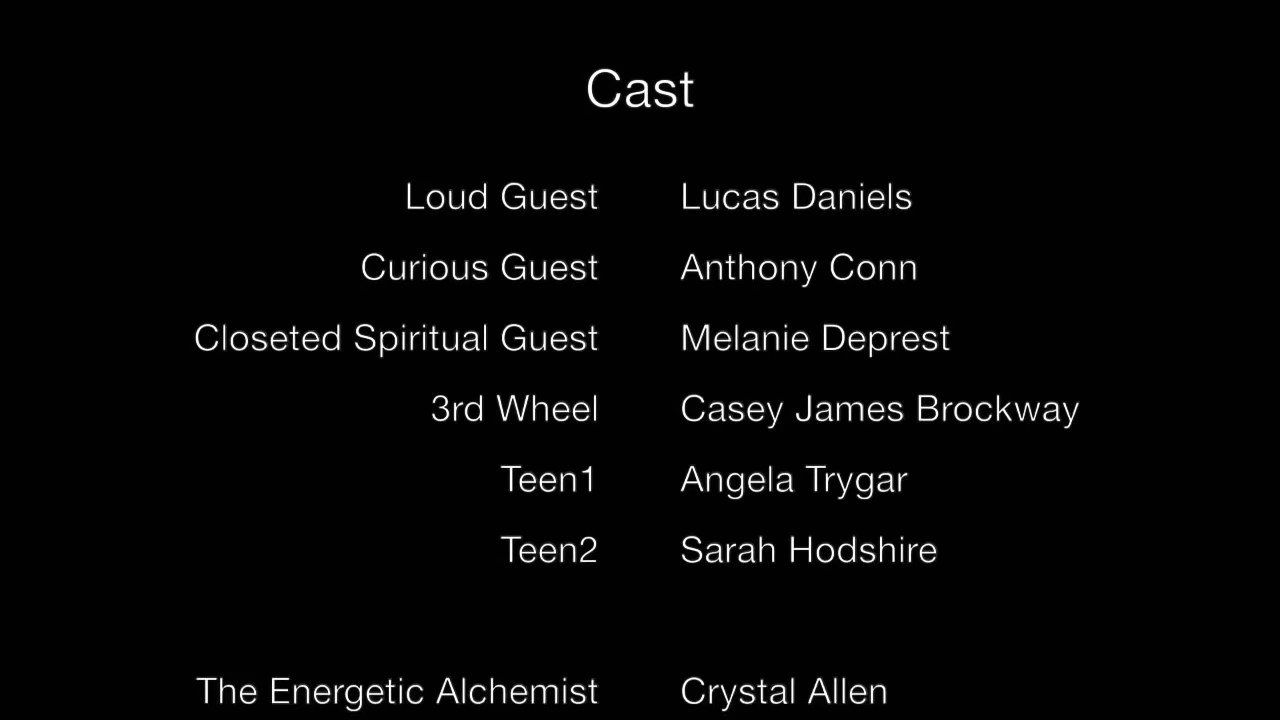 Cast
Loud Guest Lucas Daniels
Curious Guest Anthony Conn
Closeted Spiritual Guest Melanie Deprest
3rd Wheel Casey James Brockway
Teen1 Angela Trygar
Teen2 Sarah Hodshire
The Energetic Alchemist Crystal Allen